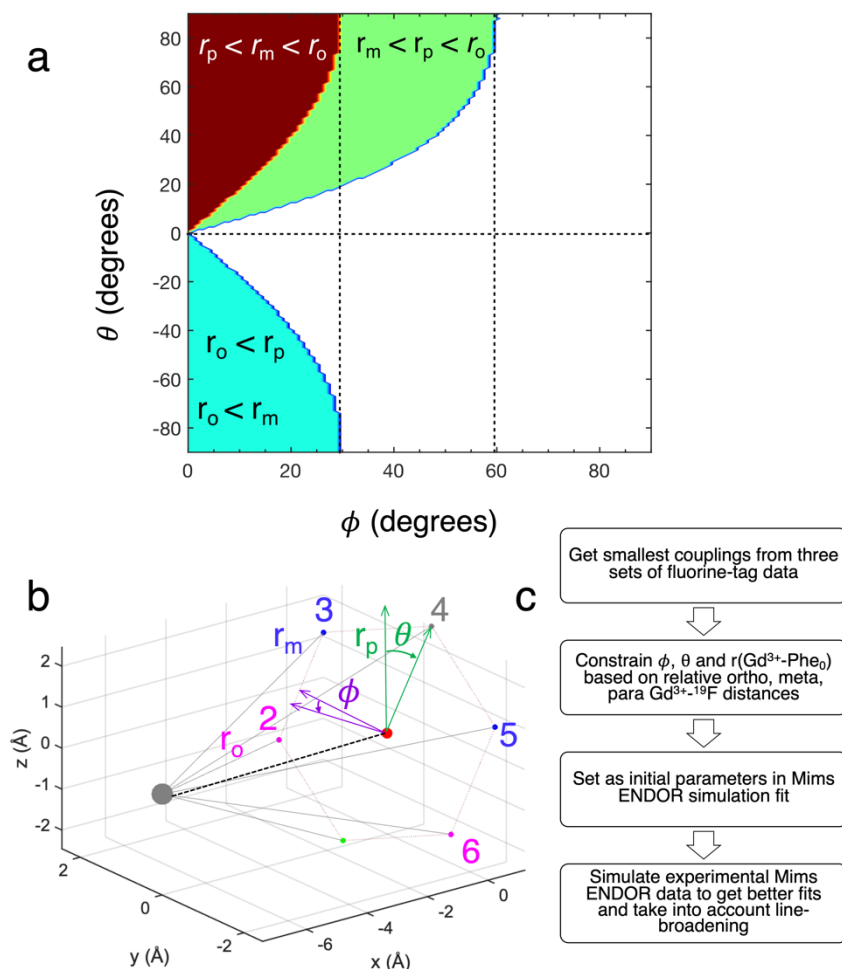 a
r_p < r_m < r_o
r_m < r_p < r_o
80
60
40
20
0
-20
-40
-60
-80
θ (degrees)
r_o < r_p
r_o < r_m
0
20
40
60
80
ϕ (degrees)
b
3
4
r_m
r_p
θ
ϕ
2
r_o
5
6
2
1
0
-1
-2
z (Å)
2
0
-2
y (Å)
-6
-4
-2
0
x (Å)
c
Get smallest couplings from three
sets of fluorine-tag data
Constrain ϕ, θ and r(Gd³⁺-Phe₀)
based on relative ortho, meta,
para Gd³⁺-¹⁹F distances
Set as initial parameters in Mims
ENDOR simulation fit
Simulate experimental Mims
ENDOR data to get better fits
and take into account line-
broadening